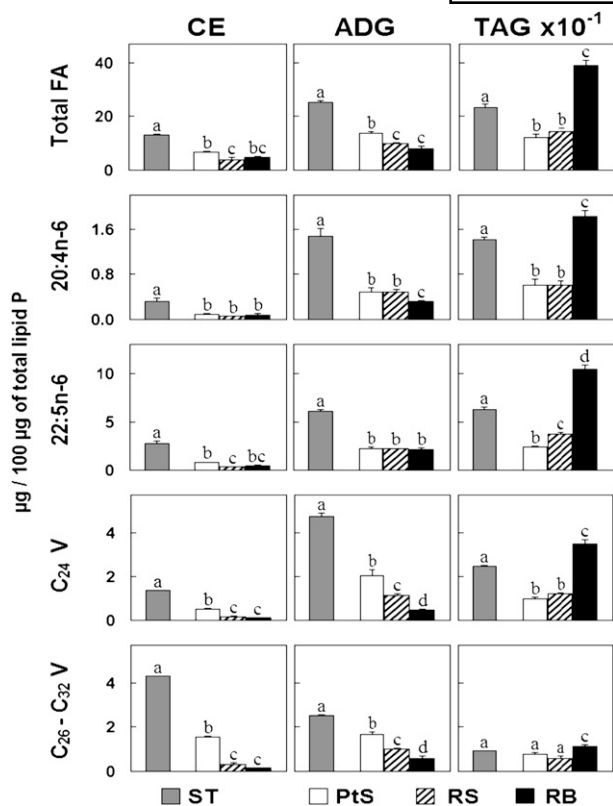 CE ADG TAG x10⁻¹
Total FA
40
20
0
a b c bc
a b c c
a b b c
20:4n-6
1.6
0.8
0.0
a b b b
a b b c
a b b c
22:5n-6
10
5
0
a b c bc
a b b b
a b c d
C₂₄ V
4
2
0
a b c c
a b c d
a b b c
C₂₆ - C₃₂ V
4
2
0
a b c c
a b c d
a a a c
µg / 100 µg of total lipid P
ST PtS RS RB